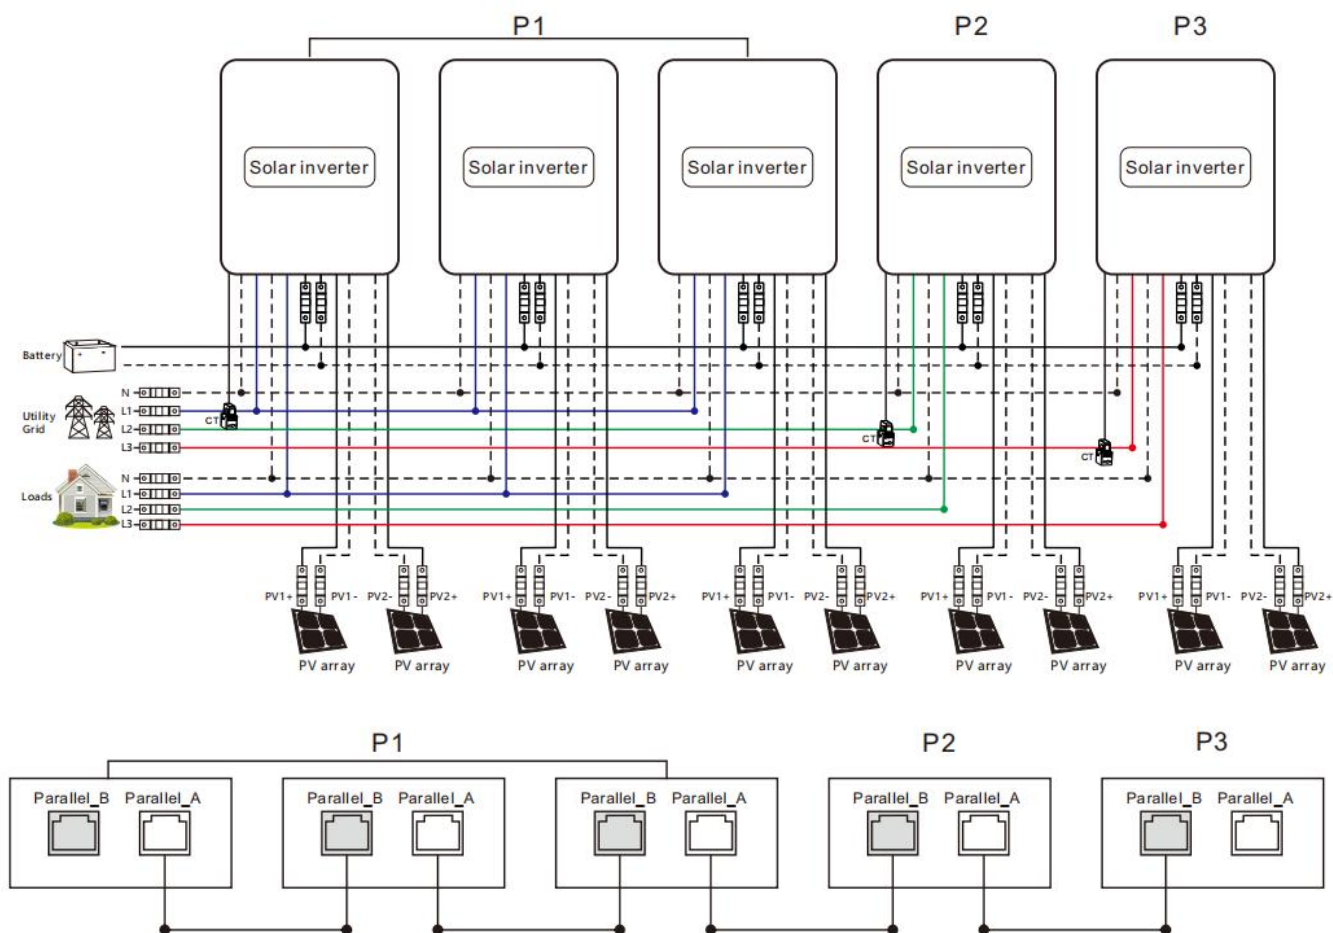 P1 P2 P3
Solar inverter Solar inverter Solar inverter Solar inverter Solar inverter
Battery
+ -
N
L1
Utility
Grid
CT
L2
CT
L3
CT
N
Loads
L1
L2
L3
PV1+ PV1- PV2- PV2+ PV1+ PV1- PV2- PV2+ PV1+ PV1- PV2- PV2+ PV1+ PV1- PV2- PV2+ PV1+ PV1- PV2- PV2+
PV array PV array PV array PV array PV array PV array PV array PV array PV array PV array
P1 P2 P3
Parallel_B Parallel_A Parallel_B Parallel_A Parallel_B Parallel_A Parallel_B Parallel_A Parallel_B Parallel_A